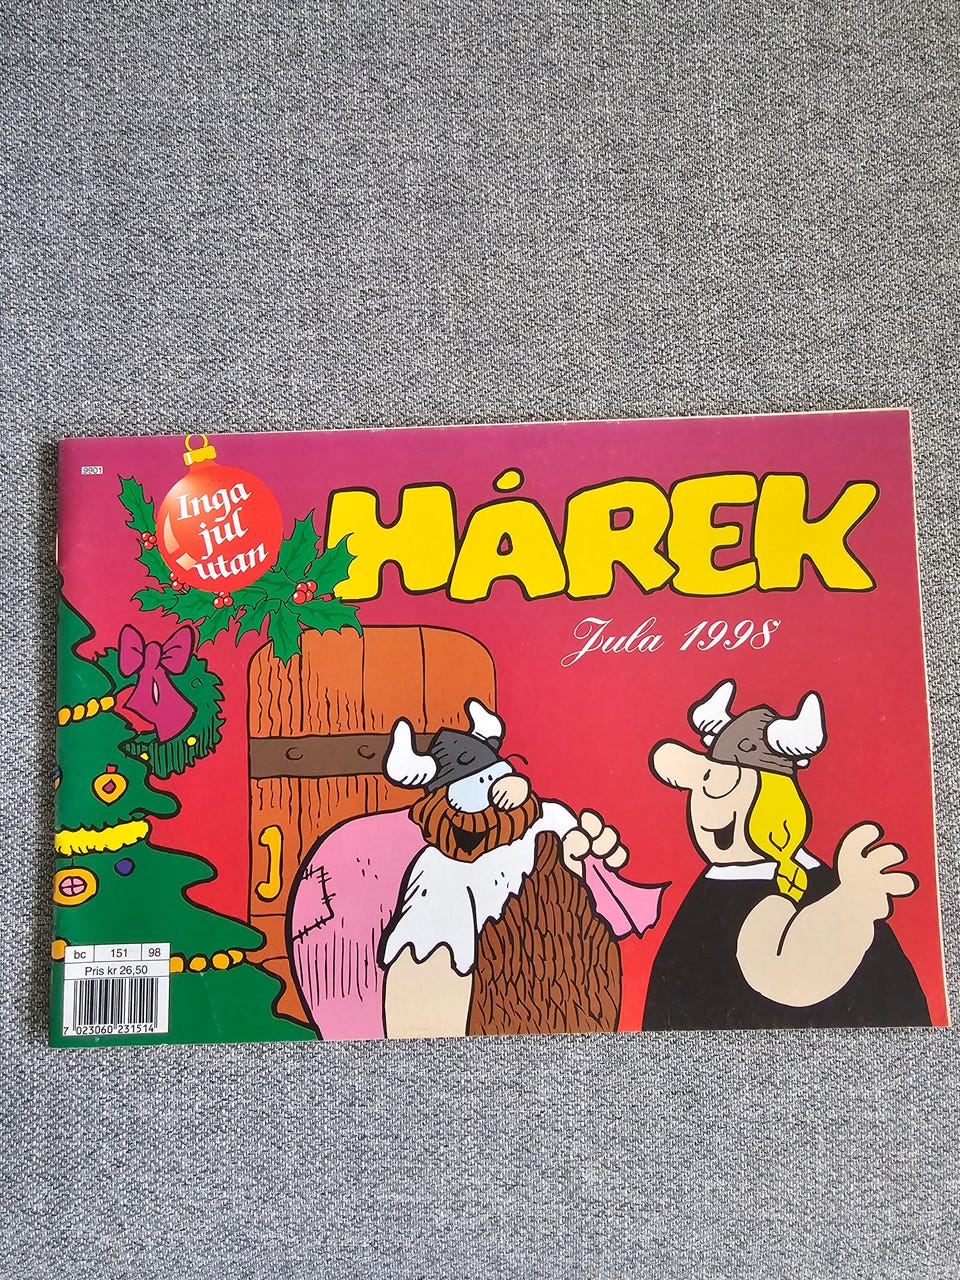 9901
Inga
jul
utan
HÁREK
Jula 1998
bc 151 98
Pris kr 26,50
7 023060 231514